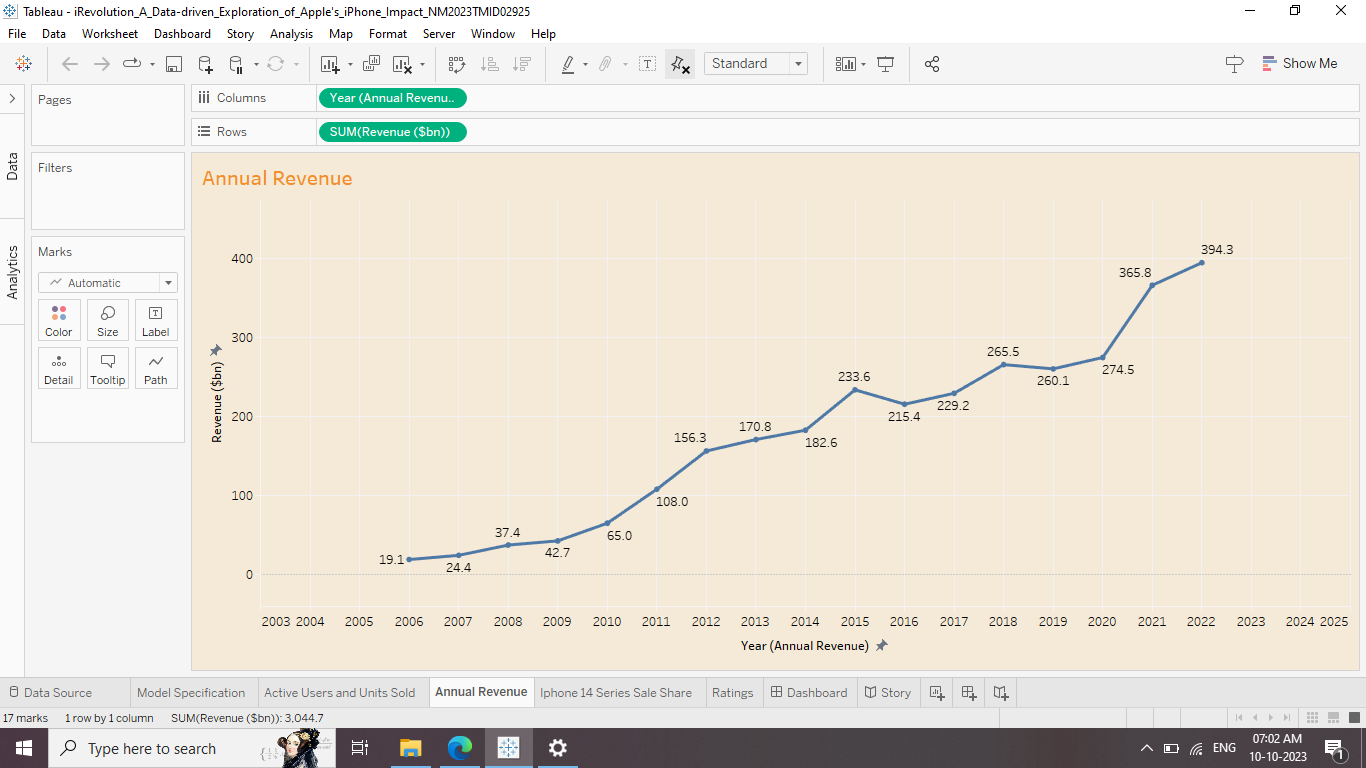 Tableau - iRevolution_A_Data-driven_Exploration_of_Apple's_iPhone_Impact_NM2023TMID02925
File Data Worksheet Dashboard Story Analysis Map Format Server Window Help
Standard
Show Me
Pages
Columns
Year (Annual Revenu..
Rows
SUM(Revenue ($bn))
Data
Analytics
Filters
Marks
Automatic
Color Size Label
Detail Tooltip Path
Annual Revenue
Revenue ($bn)
400
300
200
100
0
19.1
24.4
37.4
42.7
65.0
108.0
156.3
170.8
182.6
233.6
215.4
229.2
265.5
260.1
274.5
365.8
394.3
2003 2004 2005 2006 2007 2008 2009 2010 2011 2012 2013 2014 2015 2016 2017 2018 2019 2020 2021 2022 2023 2024 2025
Year (Annual Revenue)
Data Source Model Specification Active Users and Units Sold Annual Revenue Iphone 14 Series Sale Share Ratings Dashboard Story
17 marks 1 row by 1 column SUM(Revenue ($bn)): 3,044.7
Type here to search
ENG
07:02 AM
10-10-2023
1